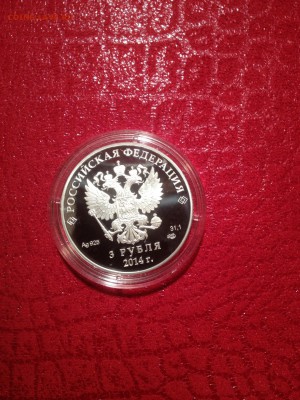 РОССИЙСКАЯ ФЕДЕРАЦИЯ
Ag 925
31,1
3 РУБЛЯ
2014 г.